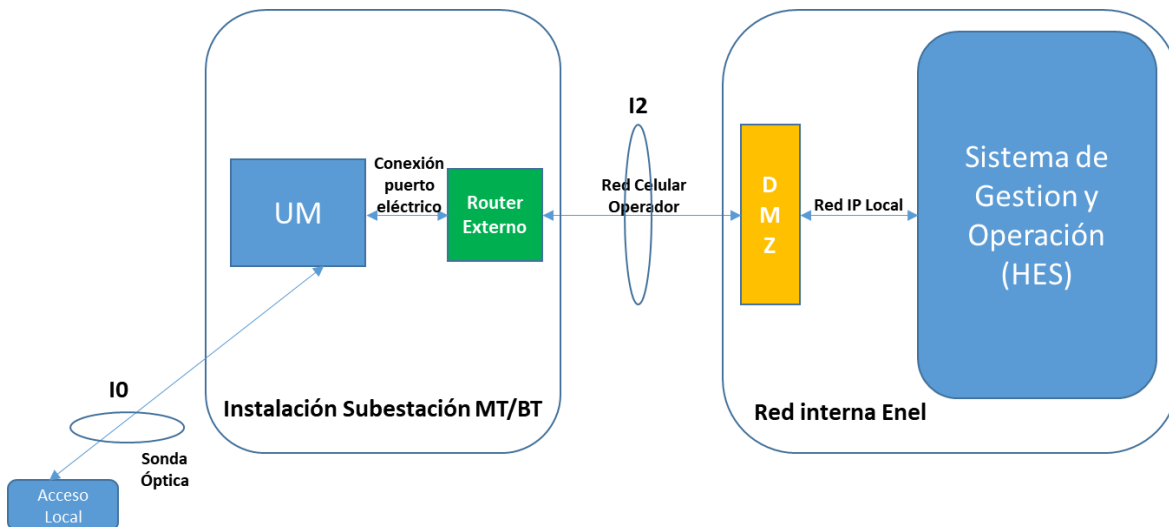 I2
Conexión
puerto
eléctrico
UM
Router
Externo
Red Celular
Operador
D
M
Z
Red IP Local
Sistema de
Gestion y
Operación
(HES)
I0
Instalación Subestación MT/BT
Red interna Enel
Sonda
Óptica
Acceso
Local